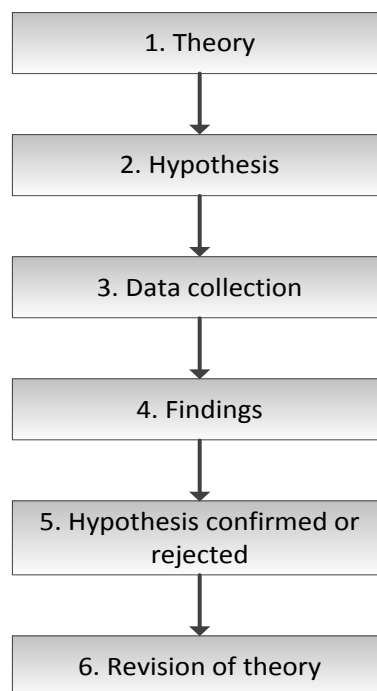 1. Theory
2. Hypothesis
3. Data collection
4. Findings
5. Hypothesis confirmed or
rejected
6. Revision of theory